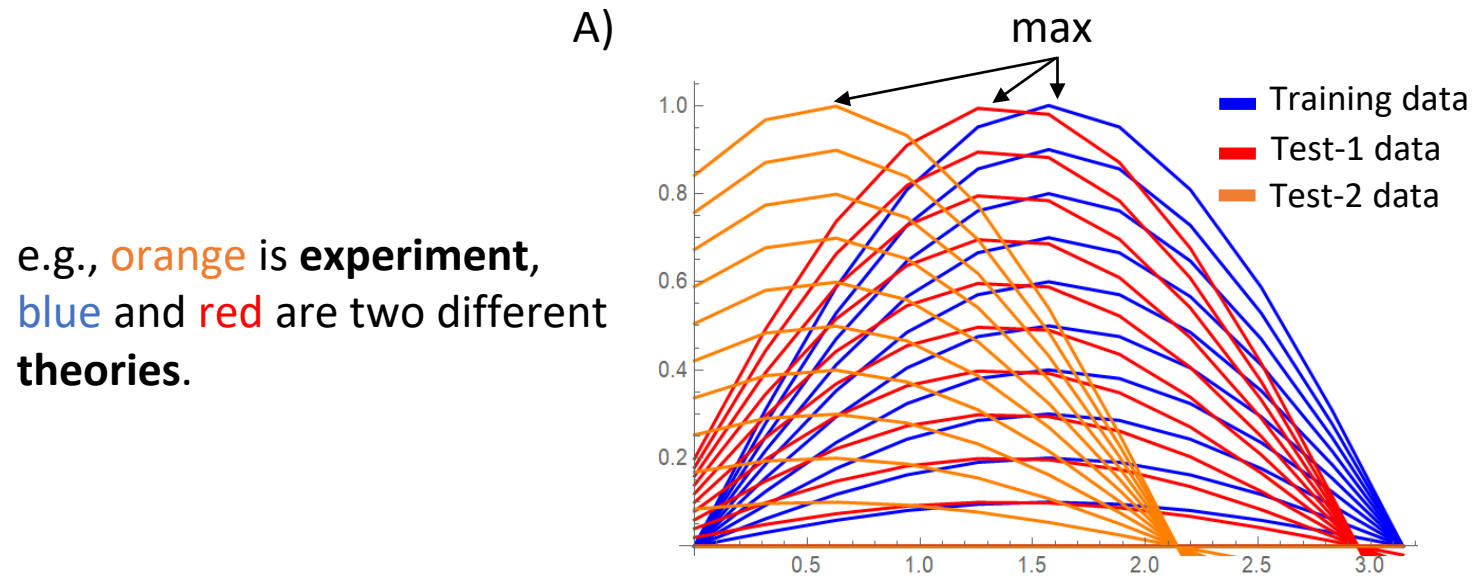 A)
max
Training data
Test-1 data
Test-2 data
e.g., orange is experiment,
blue and red are two different
theories.
1.0
0.8
0.6
0.4
0.2
0.5
1.0
1.5
2.0
2.5
3.0